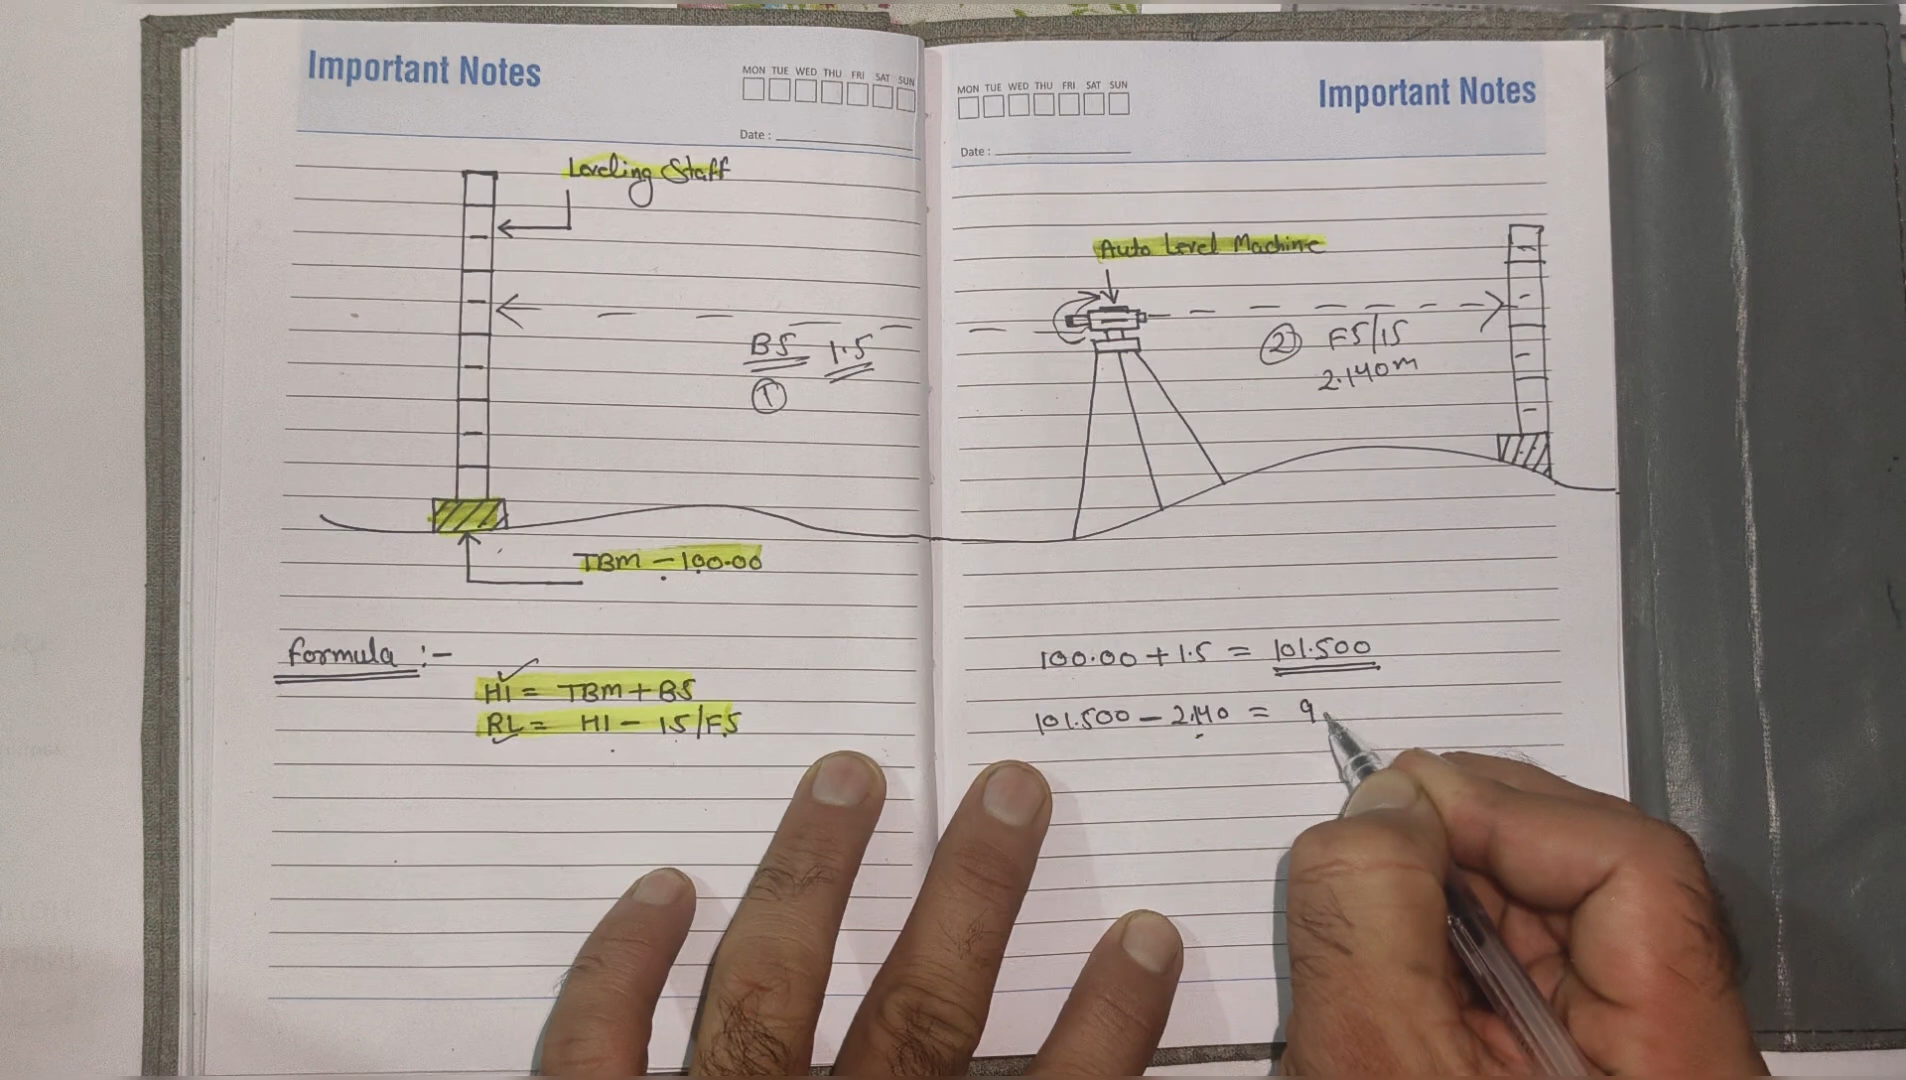 Important Notes
MON TUE WED THU FRI SAT SUN
Date :
Leveling Staff
BS 1.5
1
TBM - 100.00
formula :-
HI = TBM + BS
RL = HI - IS/FS
MON TUE WED THU FRI SAT SUN
Important Notes
Date :
Auto Level Machine
2 FS/IS
2.140m
100.00 + 1.5 = 101.500
101.500 - 2.140 = 9